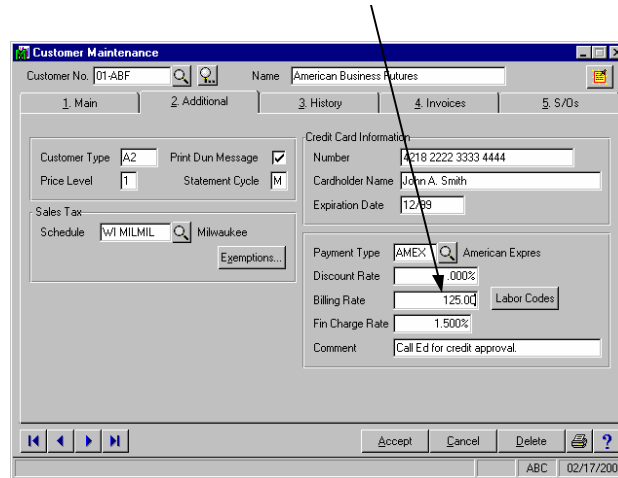 Customer Maintenance
Customer No. 01-ABF Name American Business Futures
1. Main 2. Additional 3. History 4. Invoices 5. S/Os
Customer Type A2 Print Dun Message
Price Level 1 Statement Cycle M
Sales Tax
Schedule WI MILMIL Milwaukee
Exemptions...
Credit Card Information
Number 4218 2222 3333 4444
Cardholder Name John A. Smith
Expiration Date 12/99
Payment Type AMEX American Expres
Discount Rate .000%
Billing Rate 125.00 Labor Codes
Fin Charge Rate 1.500%
Comment Call Ed for credit approval.
Accept Cancel Delete ?
ABC 02/17/200